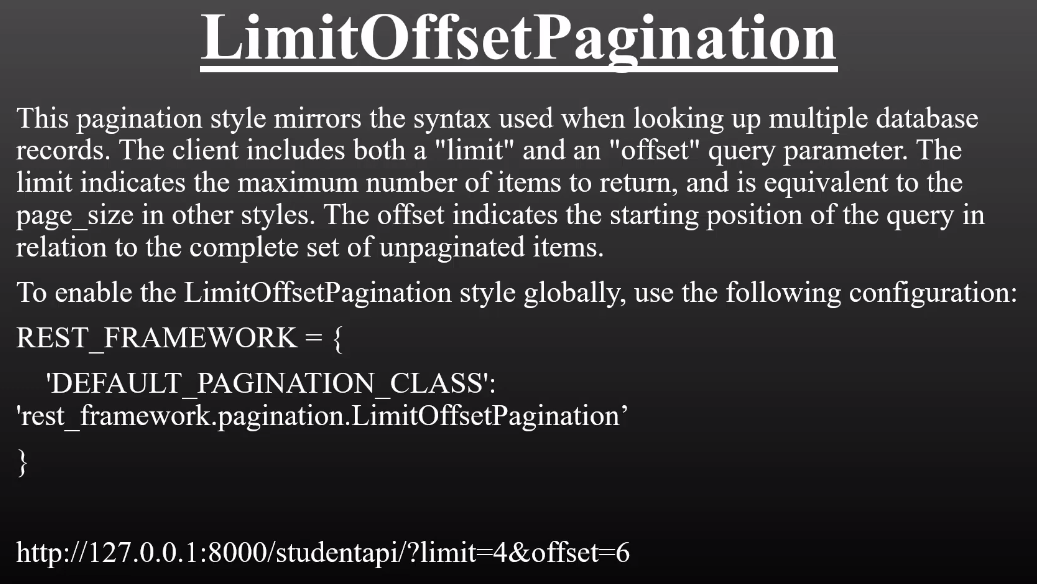 LimitOffsetPagination
This pagination style mirrors the syntax used when looking up multiple database
records. The client includes both a "limit" and an "offset" query parameter. The
limit indicates the maximum number of items to return, and is equivalent to the
page_size in other styles. The offset indicates the starting position of the query in
relation to the complete set of unpaginated items.
To enable the LimitOffsetPagination style globally, use the following configuration:
REST_FRAMEWORK = {
'DEFAULT_PAGINATION_CLASS':
'rest_framework.pagination.LimitOffsetPagination’
}
http://127.0.0.1:8000/studentapi/?limit=4&offset=6